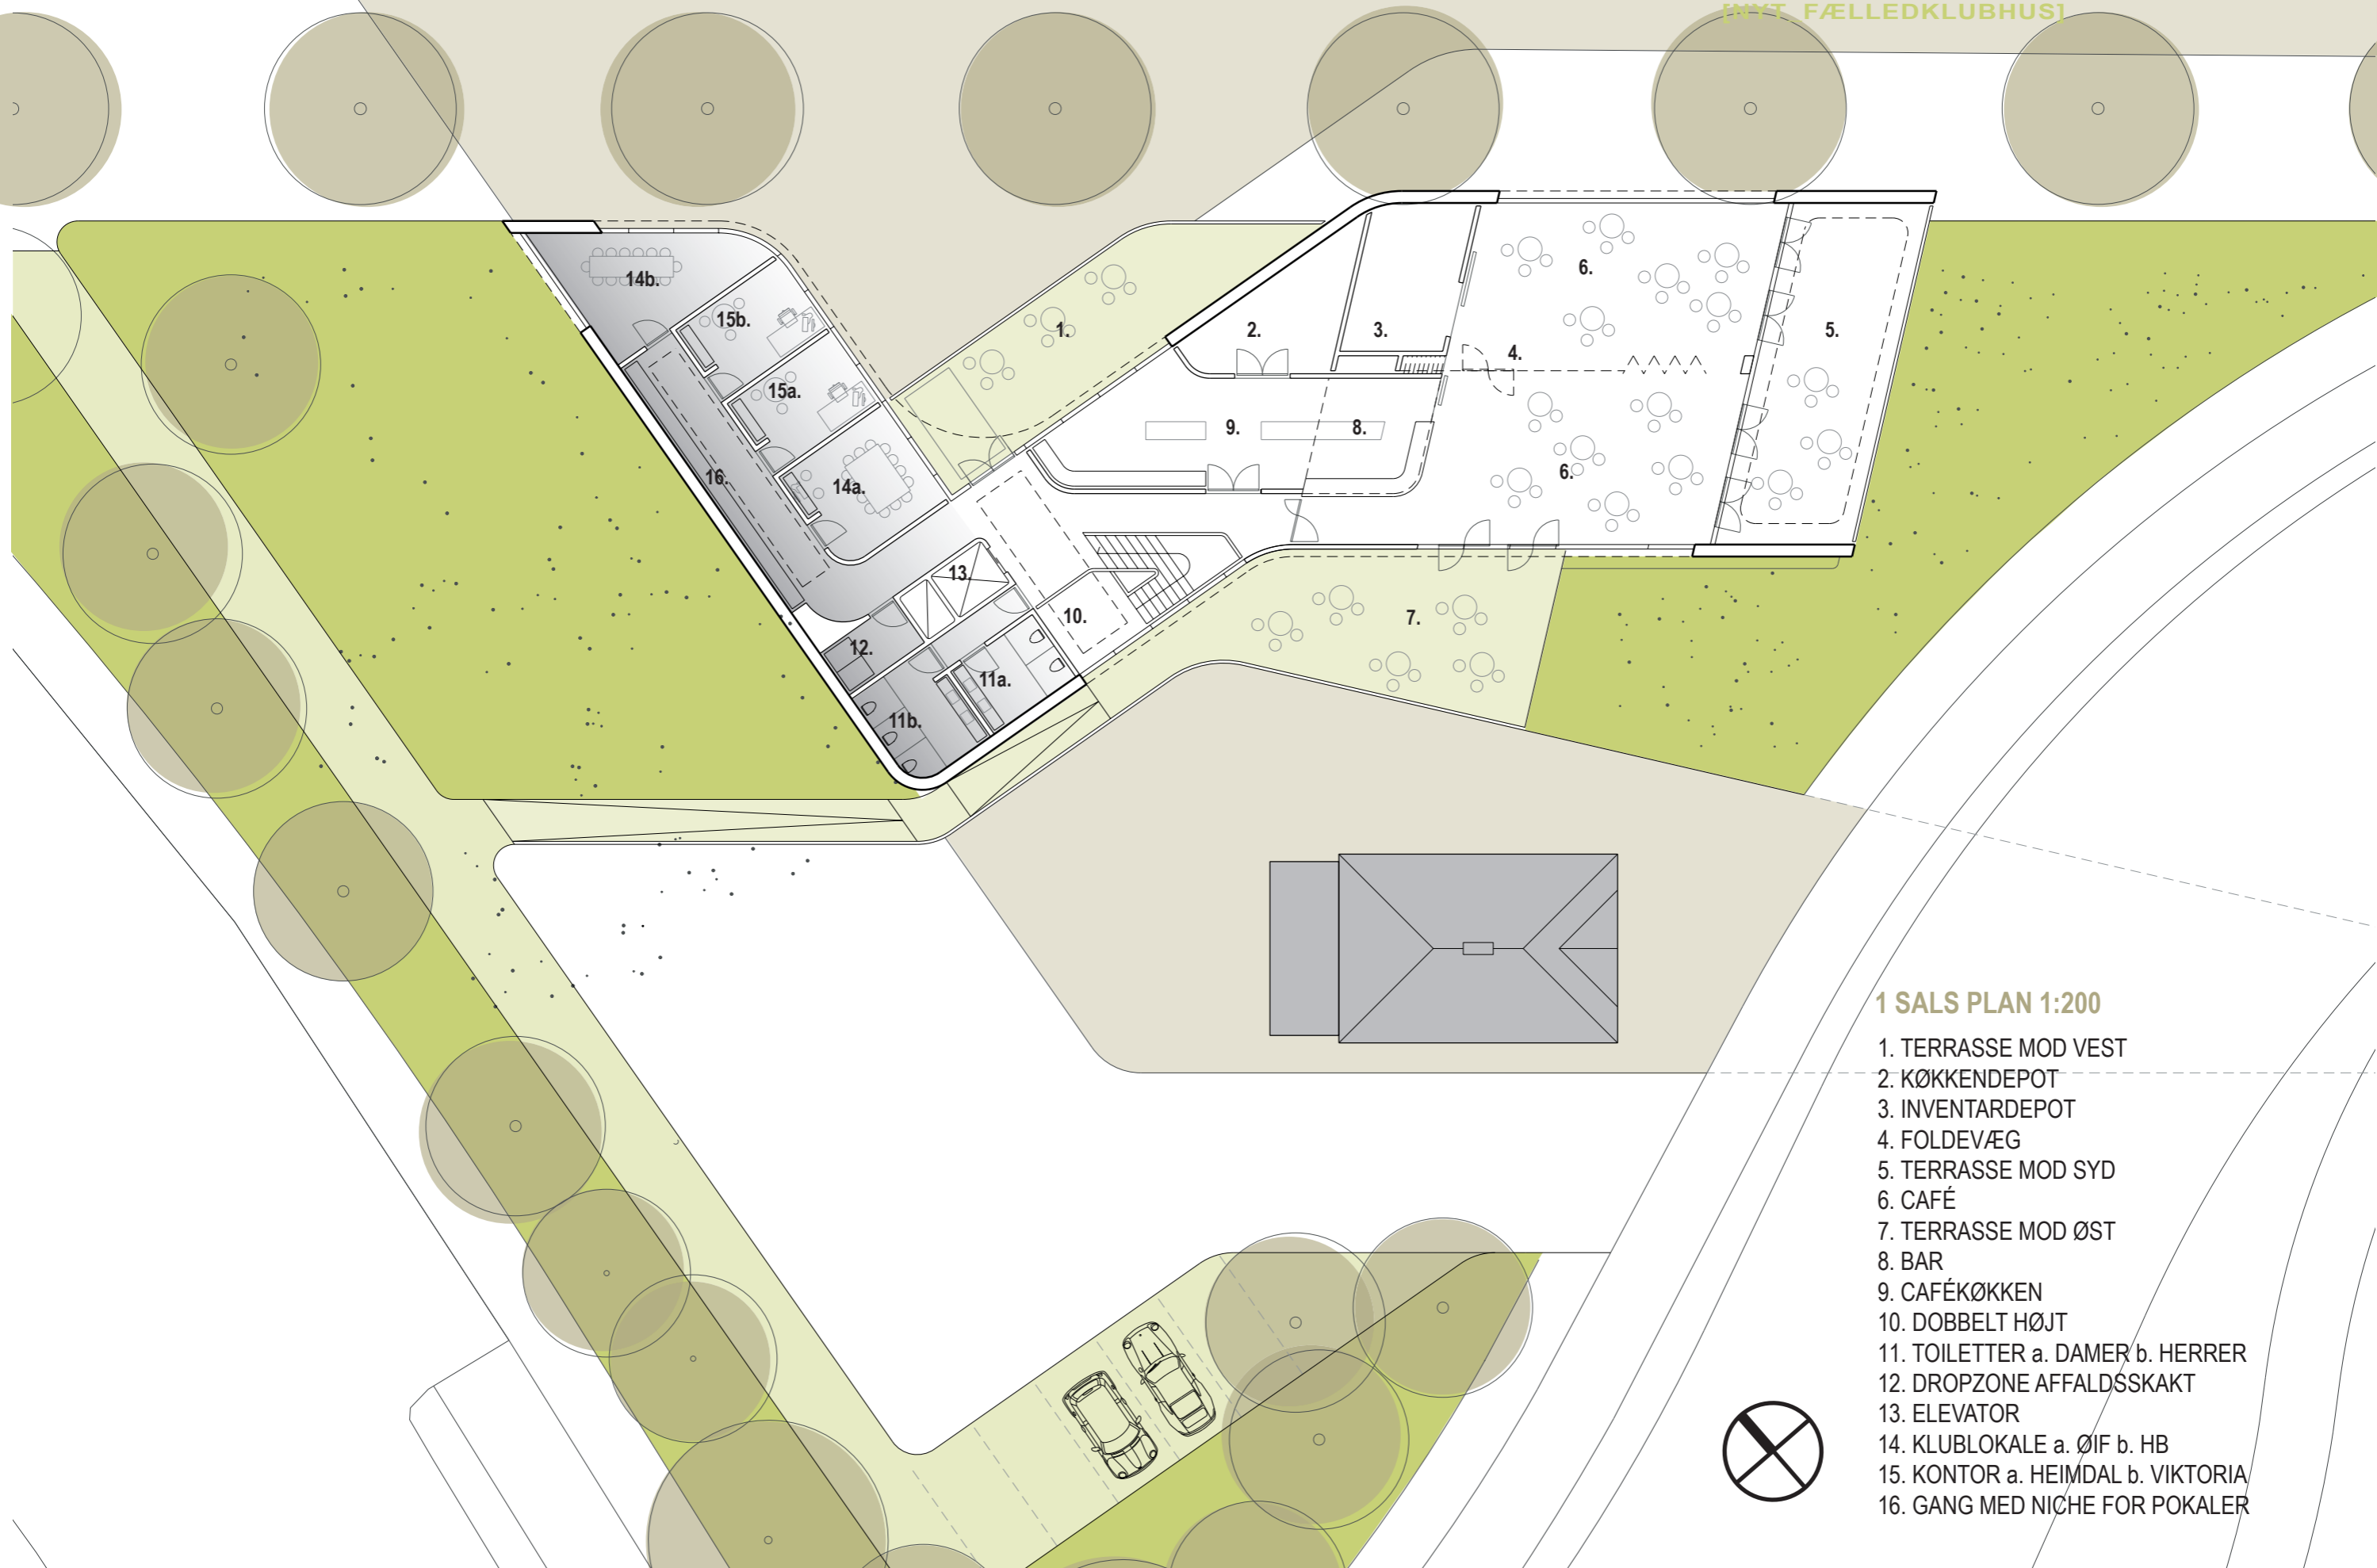 [NYT FÆLLEDKLUBHUS]
14b.
15b.
15a.
14a.
16.
1.
2.
3.
4.
5.
6.
6.
7.
8.
9.
10.
11a.
11b.
12.
13.
1 SALS PLAN 1:200
1. TERRASSE MOD VEST
2. KØKKENDEPOT
3. INVENTARDEPOT
4. FOLDEVÆG
5. TERRASSE MOD SYD
6. CAFÉ
7. TERRASSE MOD ØST
8. BAR
9. CAFÉKØKKEN
10. DOBBELT HØJT
11. TOILETTER a. DAMER b. HERRER
12. DROPZONE AFFALDSSKAKT
13. ELEVATOR
14. KLUBLOKALE a. ØIF b. HB
15. KONTOR a. HEIMDAL b. VIKTORIA
16. GANG MED NICHE FOR POKALER